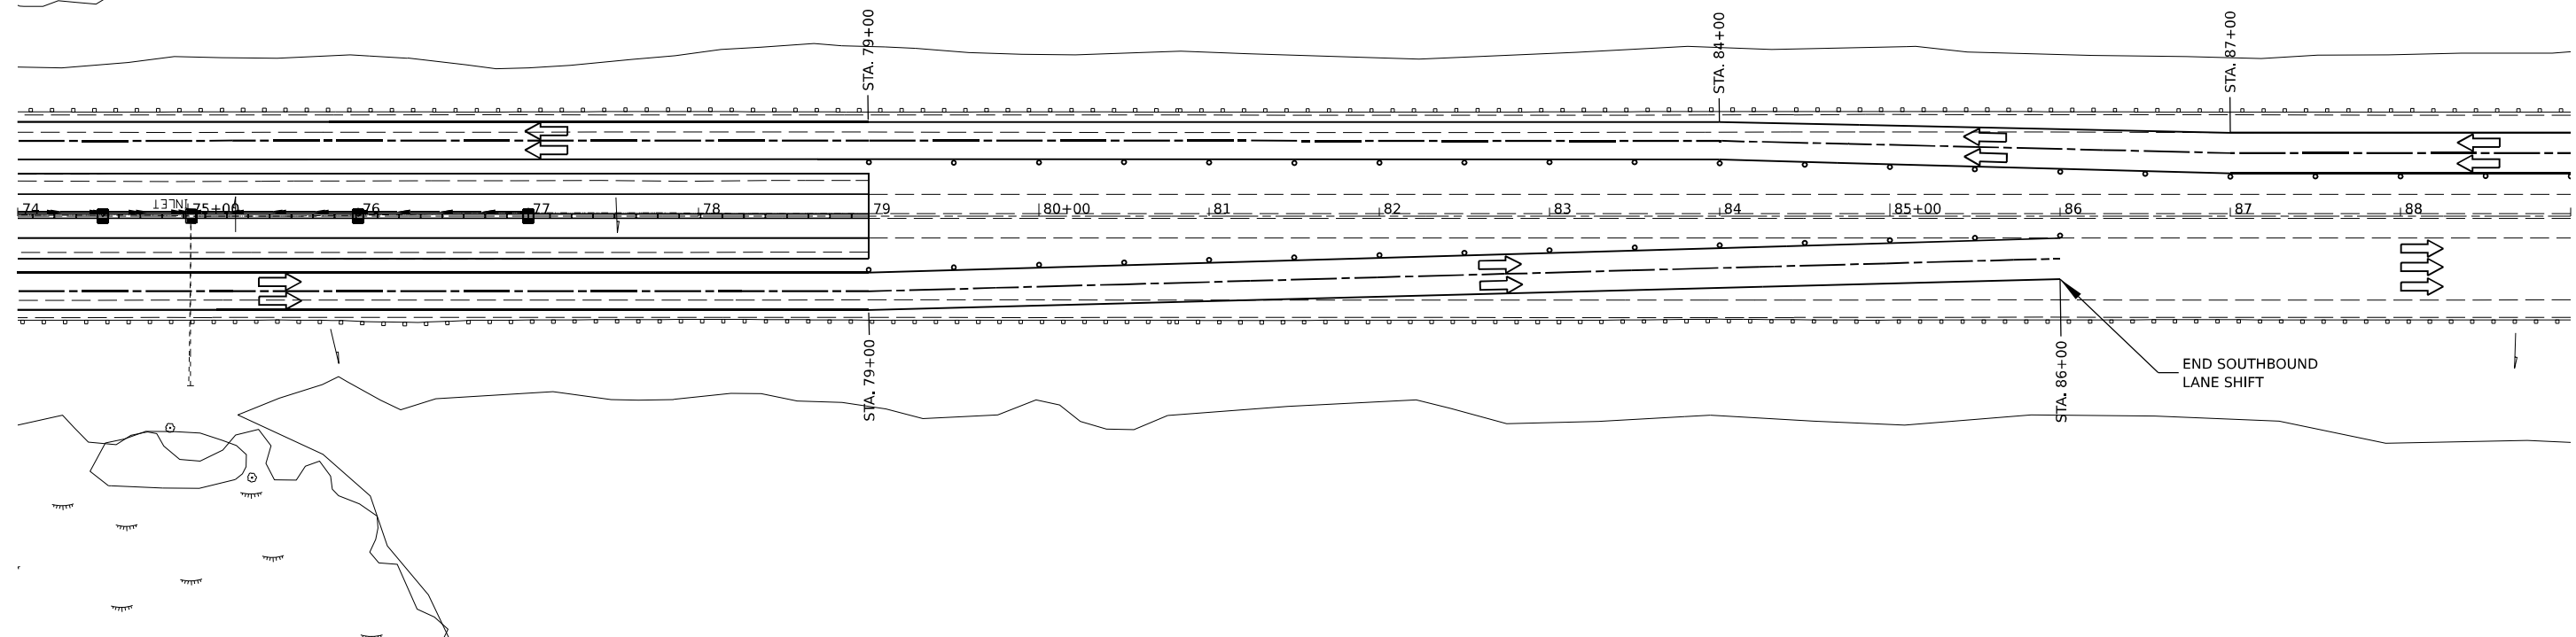 STA. 79+00
STA. 84+00
STA. 87+00
74
INLET
75+00
76
77
78
79
80+00
81
82
83
84
85+00
86
87
88
STA. 79+00
STA. 86+00
END SOUTHBOUND
LANE SHIFT